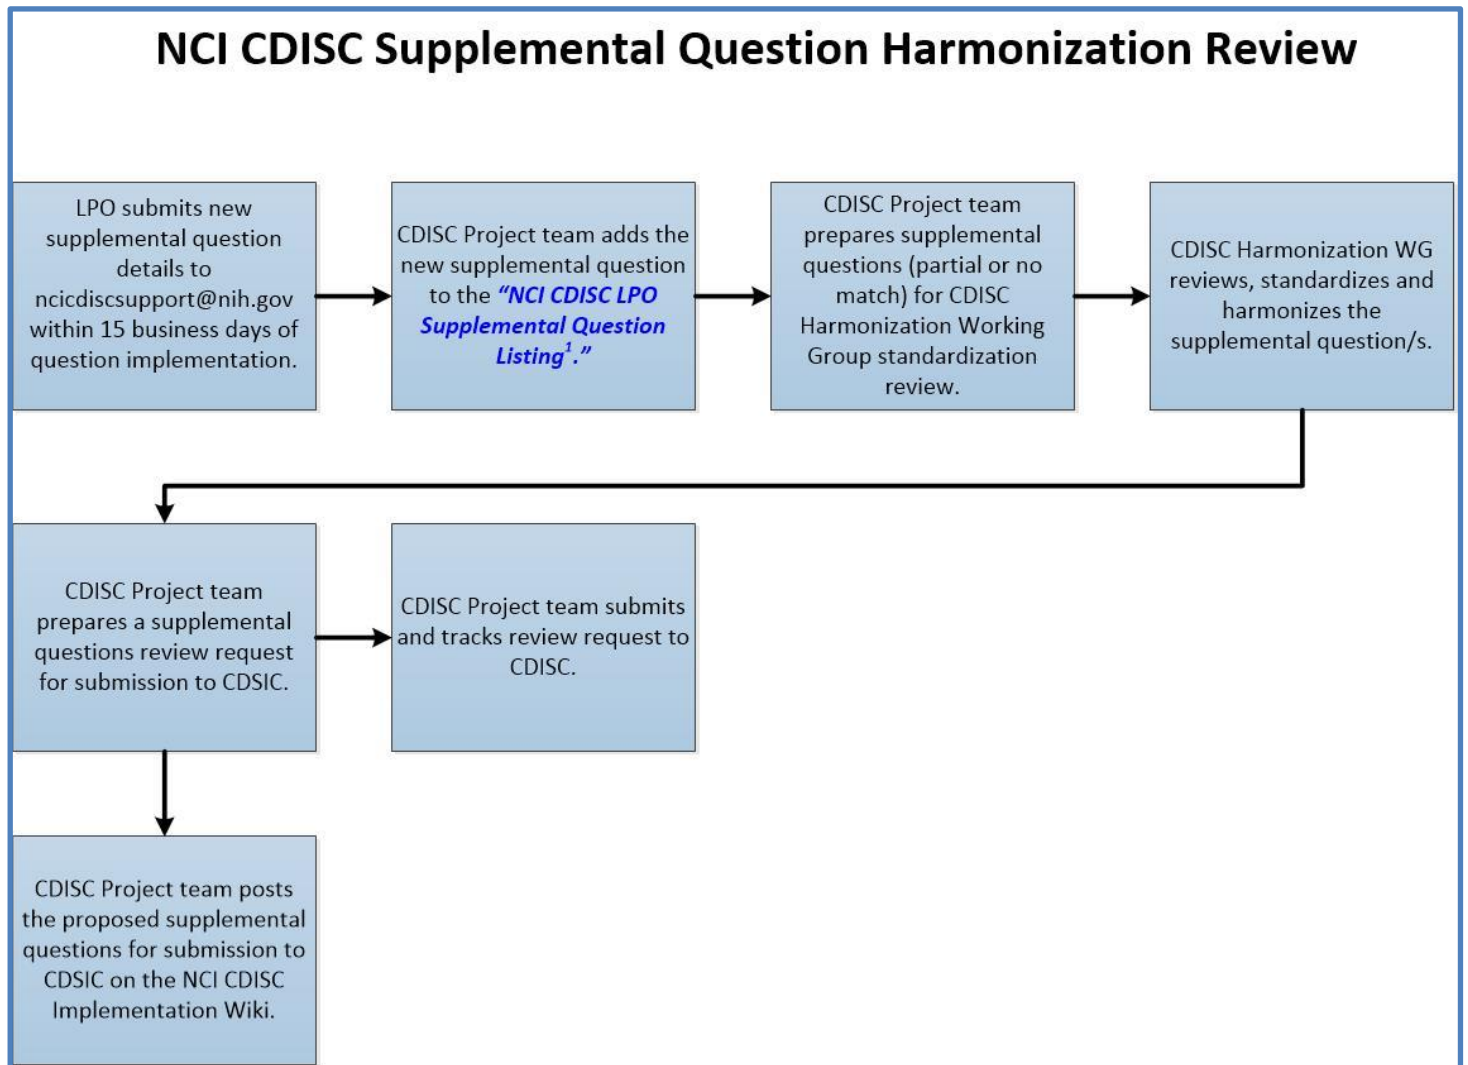 NCI CDISC Supplemental Question Harmonization Review
LPO submits new
supplemental question
details to
ncicdiscsupport@nih.gov
within 15 business days of
question implementation.
CDISC Project team adds the
new supplemental question
to the “NCI CDISC LPO
Supplemental Question
Listing¹.”
CDISC Project team
prepares supplemental
questions (partial or no
match) for CDISC
Harmonization Working
Group standardization
review.
CDISC Harmonization WG
reviews, standardizes and
harmonizes the
supplemental question/s.
CDISC Project team
prepares a supplemental
questions review request
for submission to CDSIC.
CDISC Project team submits
and tracks review request to
CDISC.
CDISC Project team posts
the proposed supplemental
questions for submission to
CDSIC on the NCI CDISC
Implementation Wiki.